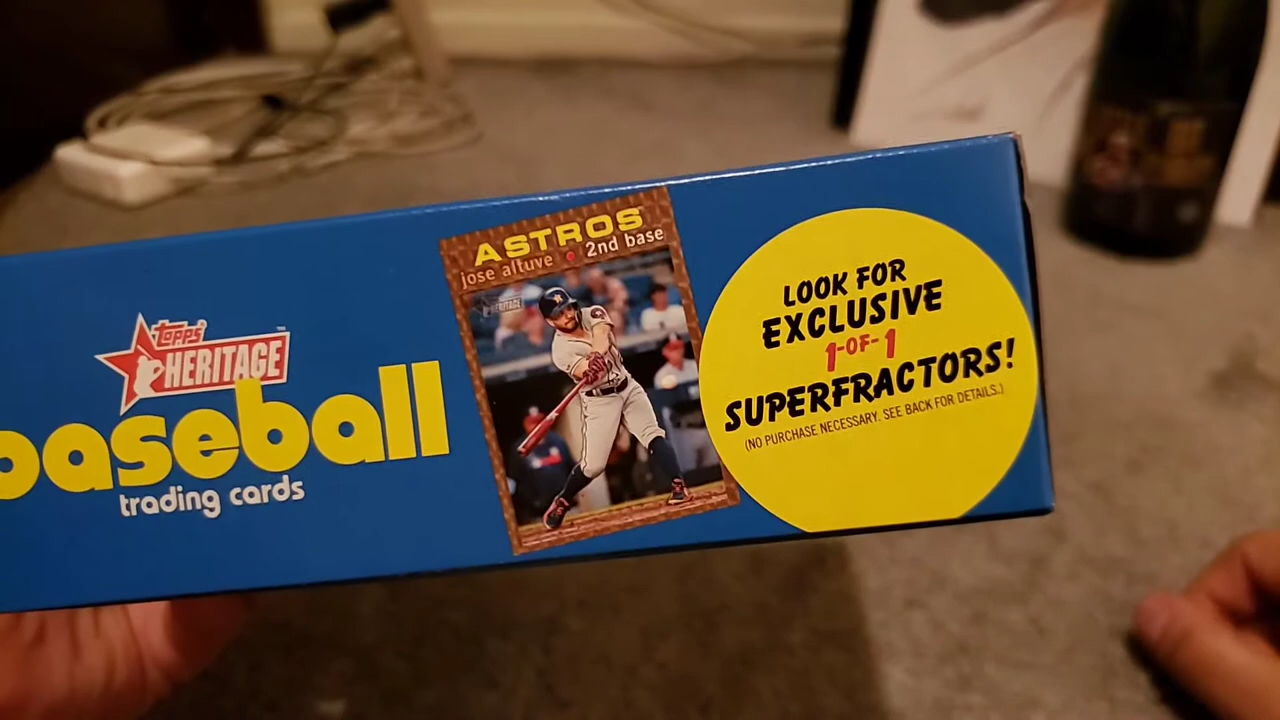 TOPPS
HERITAGE
baseball
trading cards
ASTROS
jose altuve • 2nd base
HERITAGE
LOOK FOR
EXCLUSIVE
1-OF-1
SUPERFRACTORS!
(NO PURCHASE NECESSARY. SEE BACK FOR DETAILS.)